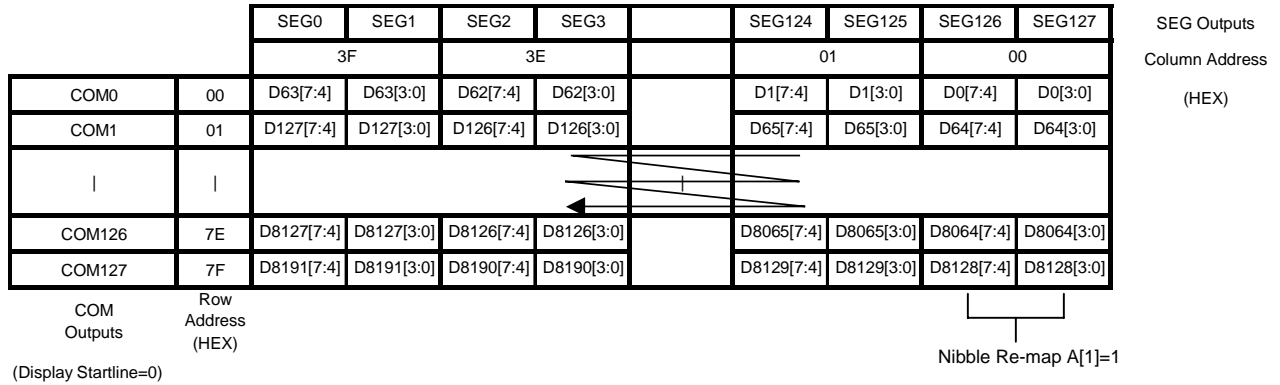 SEG0 SEG1 SEG2 SEG3 SEG124 SEG125 SEG126 SEG127 SEG Outputs
3F 3E 01 00 Column Address
COM0 00 D63[7:4] D63[3:0] D62[7:4] D62[3:0] D1[7:4] D1[3:0] D0[7:4] D0[3:0] (HEX)
COM1 01 D127[7:4] D127[3:0] D126[7:4] D126[3:0] D65[7:4] D65[3:0] D64[7:4] D64[3:0]
| | |
COM126 7E D8127[7:4] D8127[3:0] D8126[7:4] D8126[3:0] D8065[7:4] D8065[3:0] D8064[7:4] D8064[3:0]
COM127 7F D8191[7:4] D8191[3:0] D8190[7:4] D8190[3:0] D8129[7:4] D8129[3:0] D8128[7:4] D8128[3:0]
COM
Outputs
(Display Startline=0)
Row
Address
(HEX)
Nibble Re-map A[1]=1